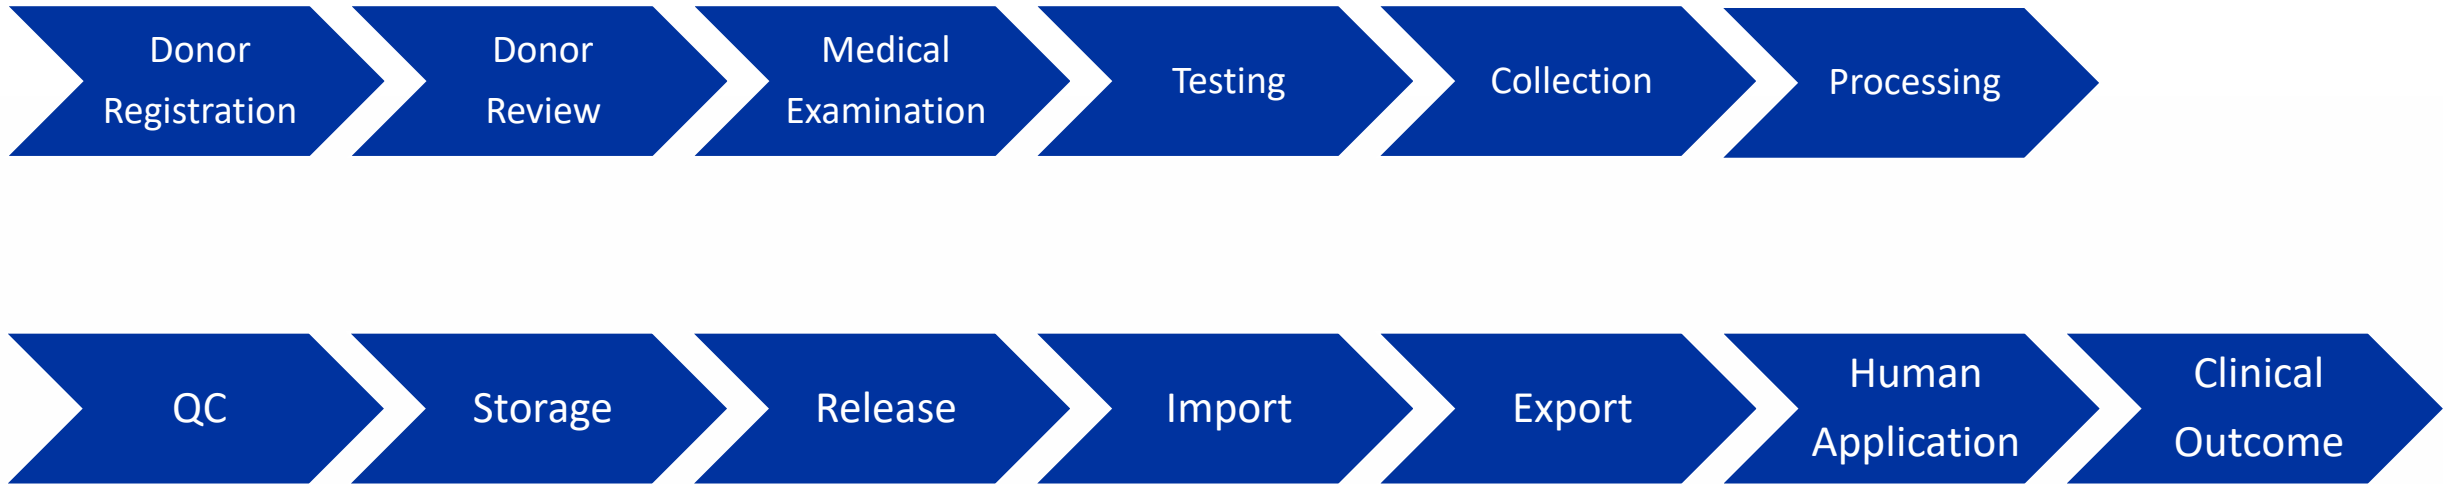 Donor
Registration
Donor
Review
Medical
Examination
Testing
Collection
Processing
QC
Storage
Release
Import
Export
Human
Application
Clinical
Outcome